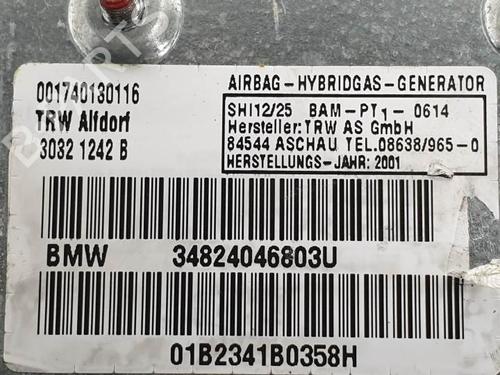 001740130116
TRW Alfdorf
3032 1242 B
AIRBAG-HYBRIDGAS-GENERATOR
SHI12/25 BAM-PT1- 0614
Hersteller:TRW AS GmbH
84544 ASCHAU TEL.08638/965-0
HERSTELLUNGS-JAHR: 2001
BMW 34824046803U
01B2341B0358H